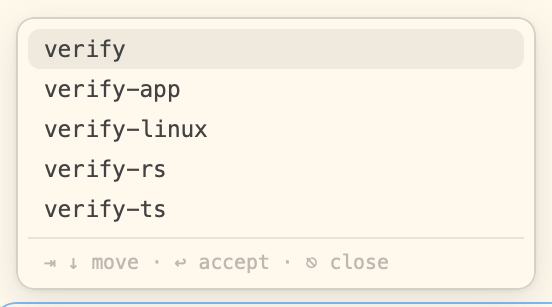 verify
verify-app
verify-linux
verify-rs
verify-ts
⇥ ↓ move · ↩ accept · ⎋ close